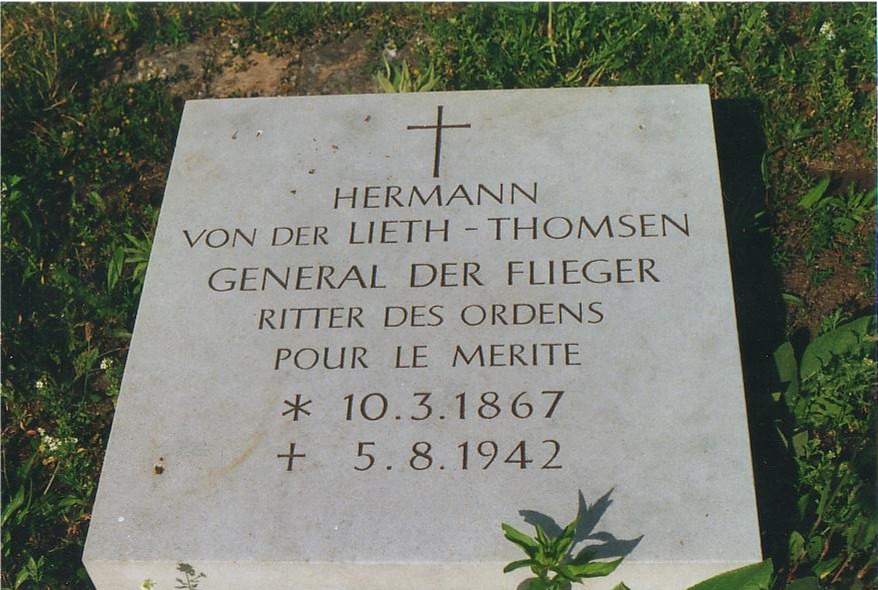 HERMANN
VON DER LIETH - THOMSEN
GENERAL DER FLIEGER
RITTER DES ORDENS
POUR LE MERITE
* 10.3.1867
+ 5.8.1942